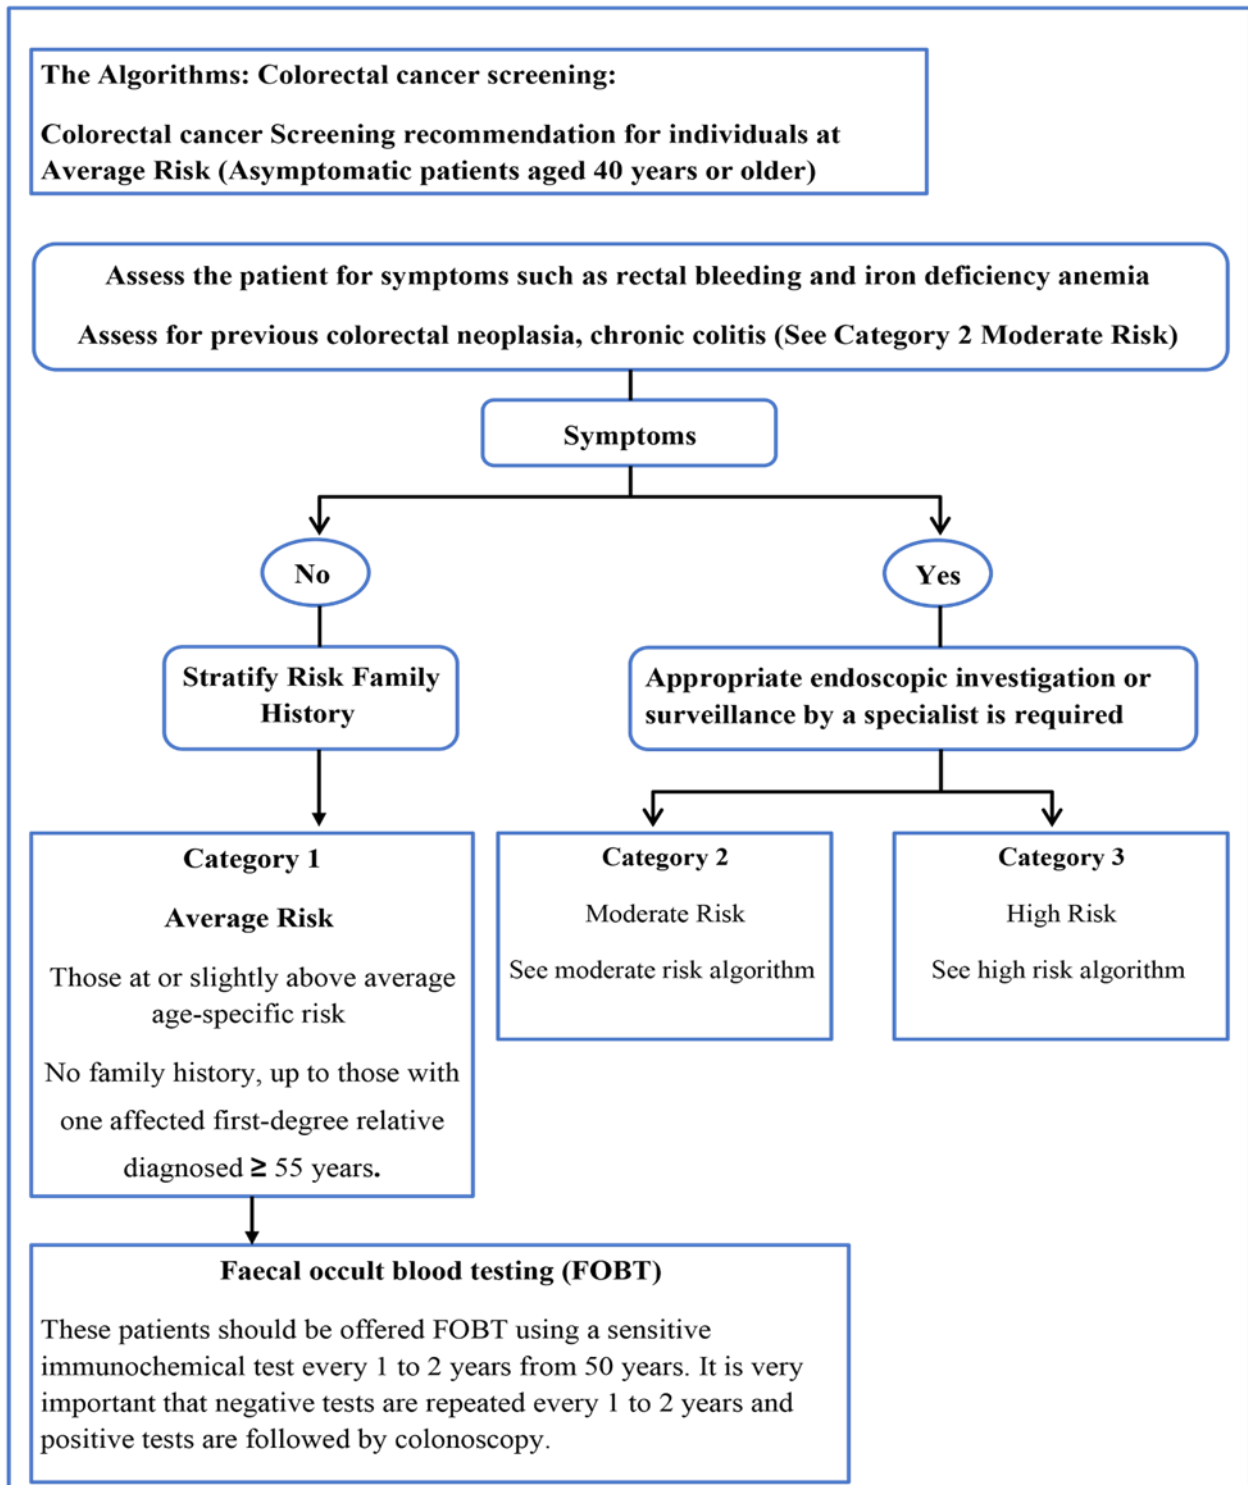 The Algorithms: Colorectal cancer screening:
Colorectal cancer Screening recommendation for individuals at
Average Risk (Asymptomatic patients aged 40 years or older)
Assess the patient for symptoms such as rectal bleeding and iron deficiency anemia
Assess for previous colorectal neoplasia, chronic colitis (See Category 2 Moderate Risk)
Symptoms
No
Yes
Stratify Risk Family
History
Appropriate endoscopic investigation or
surveillance by a specialist is required
Category 1
Average Risk
Those at or slightly above average
age-specific risk
No family history, up to those with
one affected first-degree relative
diagnosed ≥ 55 years.
Category 2
Moderate Risk
See moderate risk algorithm
Category 3
High Risk
See high risk algorithm
Faecal occult blood testing (FOBT)
These patients should be offered FOBT using a sensitive
immunochemical test every 1 to 2 years from 50 years. It is very
important that negative tests are repeated every 1 to 2 years and
positive tests are followed by colonoscopy.